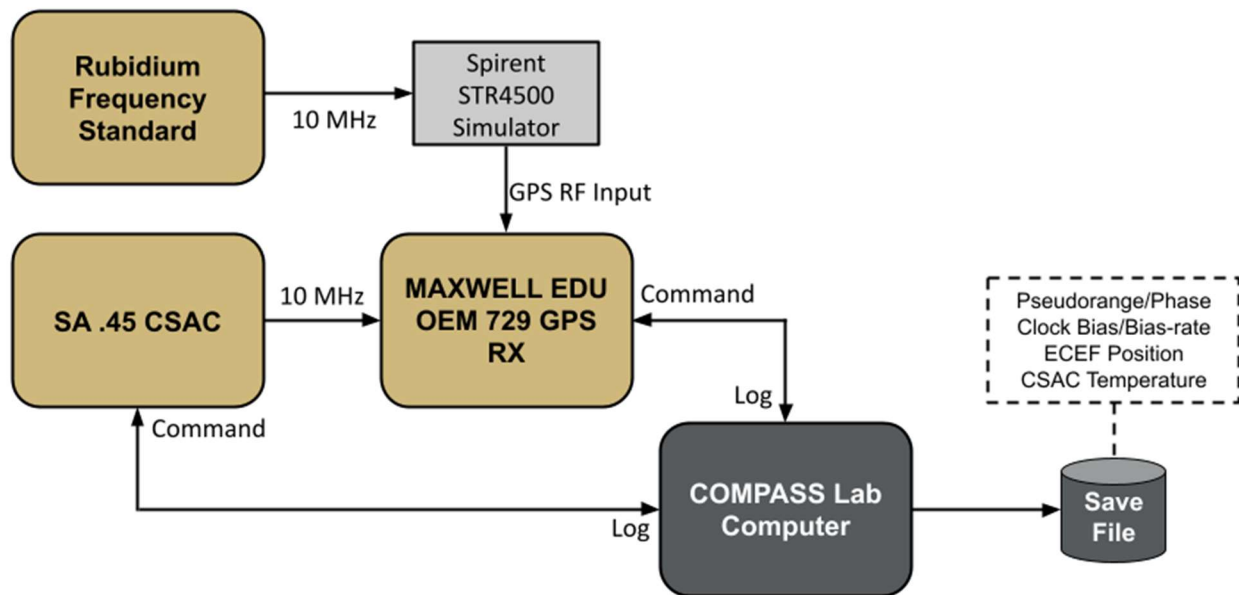 Rubidium
Frequency
Standard
10 MHz
Spirent
STR4500
Simulator
GPS RF Input
SA .45 CSAC
10 MHz
MAXWELL EDU
OEM 729 GPS
RX
Command
Log
Command
Log
COMPASS Lab
Computer
Pseudorange/Phase
Clock Bias/Bias-rate
ECEF Position
CSAC Temperature
Save
File